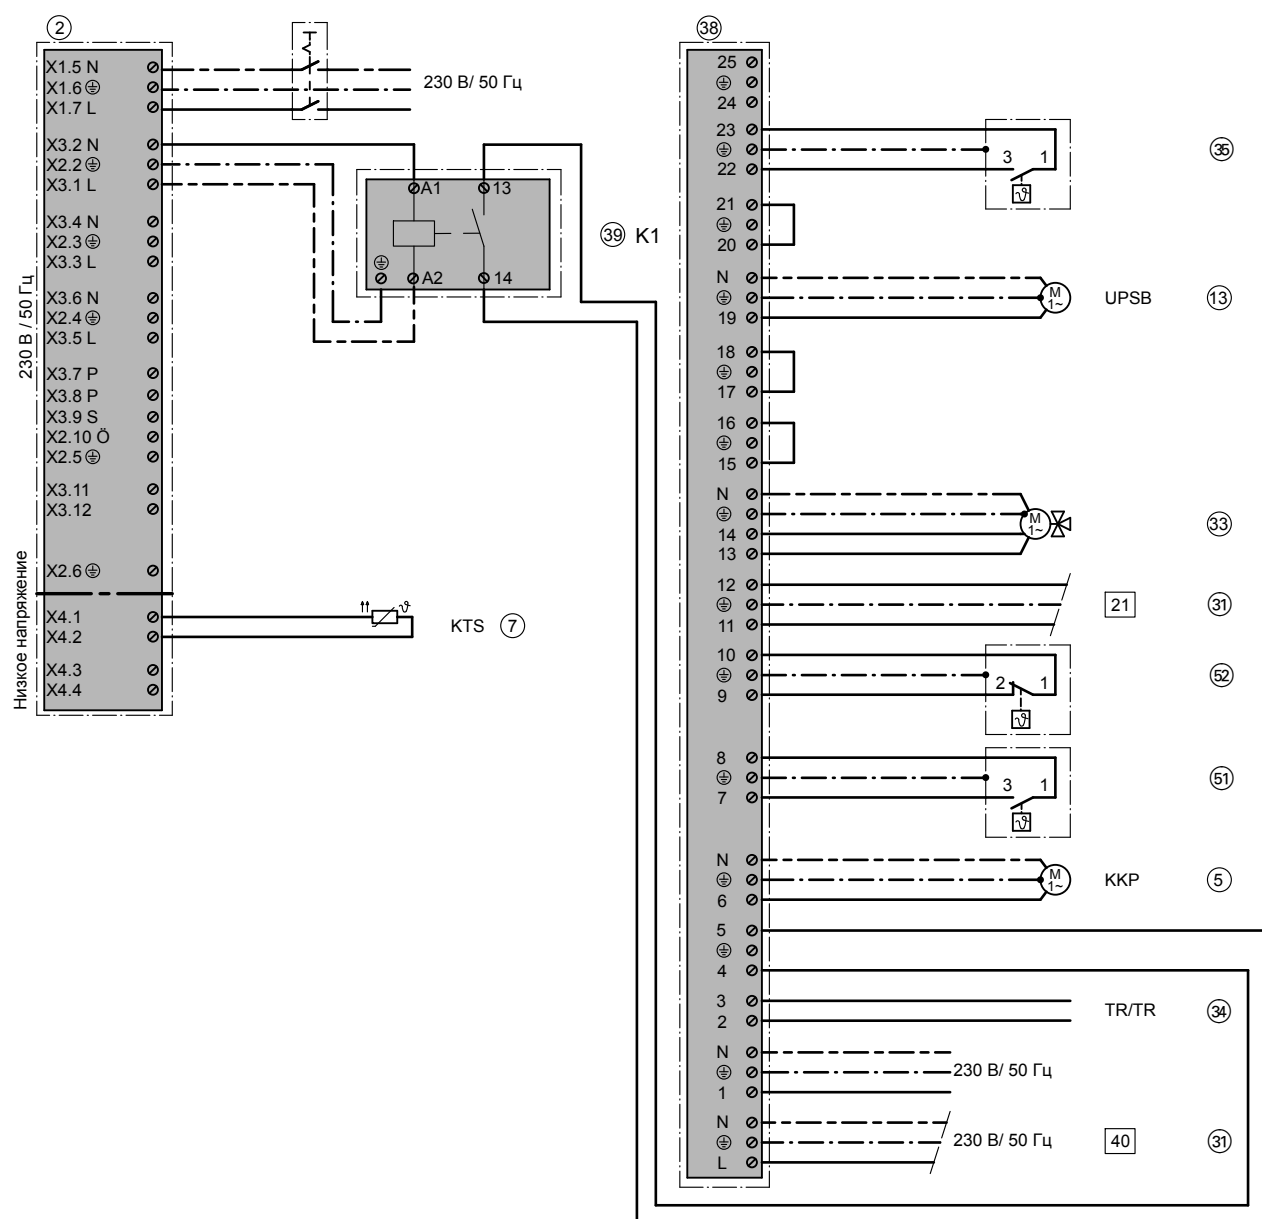 2
X1.5 N
X1.6
X1.7 L
230 В/ 50 Гц
X3.2 N
X2.2
X3.1 L
X3.4 N
X2.3
X3.3 L
X3.6 N
X2.4
X3.5 L
X3.7 P
X3.8 P
X3.9 S
X2.10 Ö
X2.5
X3.11
X3.12
X2.6
X4.1
X4.2
X4.3
X4.4
230 В / 50 Гц
Низкое напряжение
A1
13
A2
14
39 K1
ϑ
KTS 7
38
25
24
23
3 1
35
22
ϑ
21
20
N
M
1~
UPSB
13
19
18
17
16
15
N
14
M
1~
33
13
12
21
31
11
10
2 1
52
9
ϑ
8
3 1
51
7
ϑ
N
M
1~
KKP
5
6
5
4
3
TR/TR
34
2
N
230 В/ 50 Гц
1
N
230 В/ 50 Гц
40
31
L